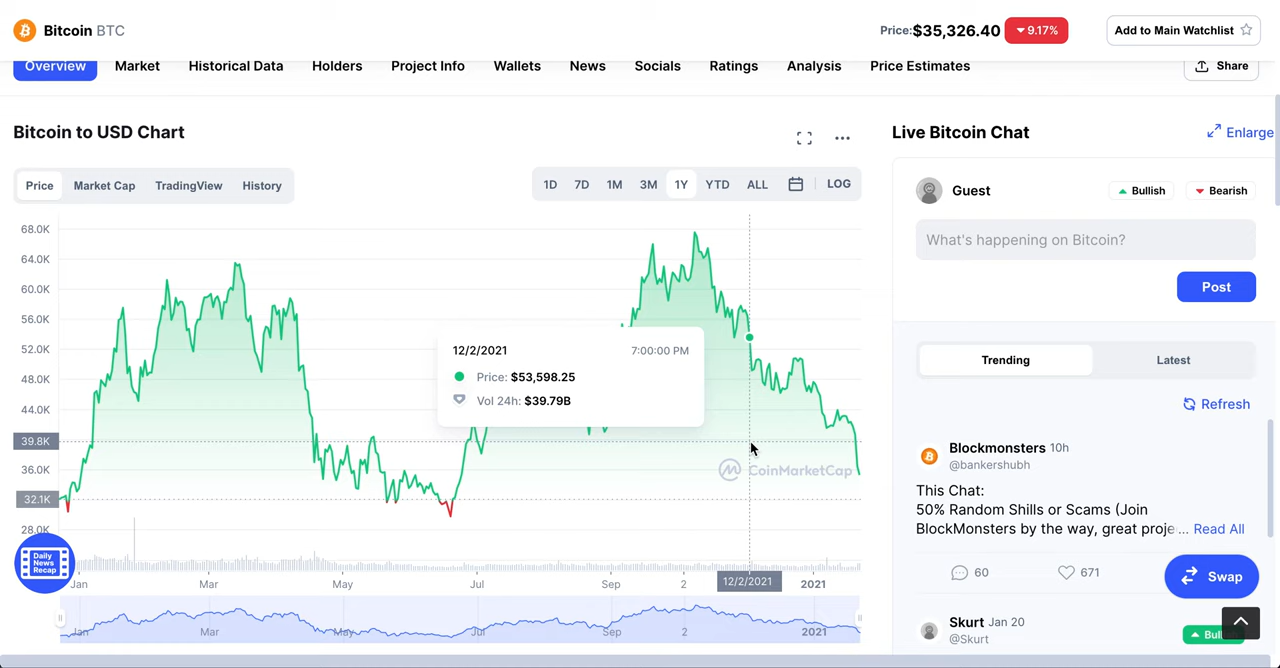 Bitcoin BTC
Price:$35,326.40 9.17%
Add to Main Watchlist
Overview Market Historical Data Holders Project Info Wallets News Socials Ratings Analysis Price Estimates
Share
Bitcoin to USD Chart
Price Market Cap TradingView History
1D 7D 1M 3M 1Y YTD ALL LOG
68.0K
64.0K
60.0K
56.0K
52.0K
48.0K
44.0K
39.8K
36.0K
32.1K
28.0K
12/2/2021 7:00:00 PM
Price: $53,598.25
Vol 24h: $39.79B
CoinMarketCap
Daily
News
Recap
Jan Mar May Jul Sep 2 12/2/2021 2021
Jan Mar May Jul Sep 2 2021
Live Bitcoin Chat
Enlarge
Guest
Bullish Bearish
What's happening on Bitcoin?
Post
Trending Latest
Refresh
Blockmonsters 10h
@bankershubh
This Chat:
50% Random Shills or Scams (Join
BlockMonsters by the way, great proje... Read All
60 671
Swap
Skurt Jan 20
@Skurt